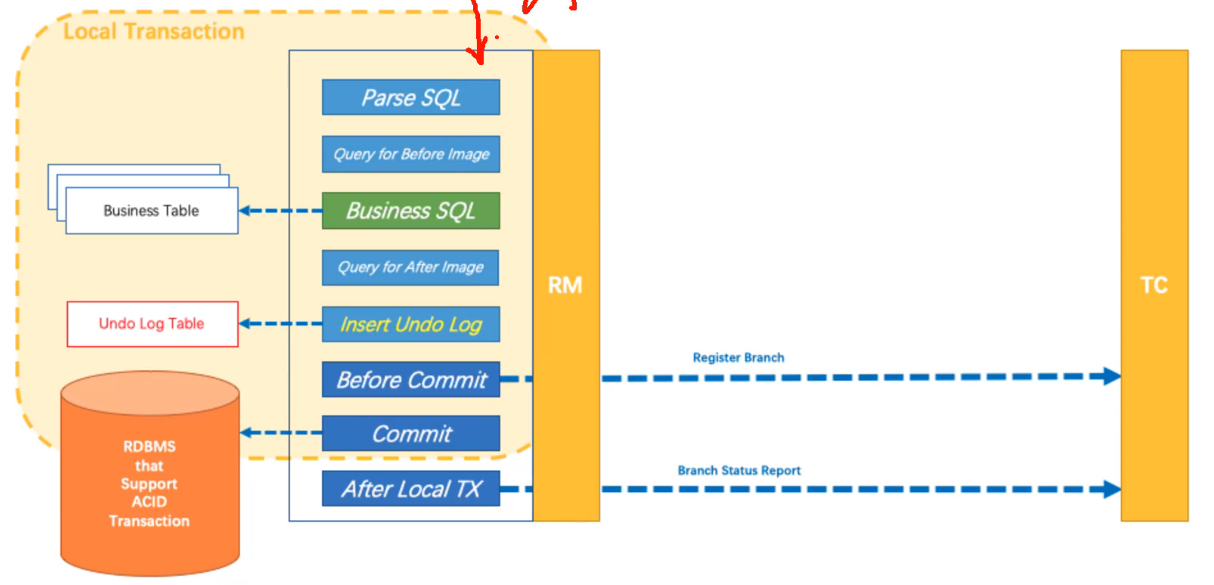 Local Transaction
Parse SQL
Query for Before Image
Business Table
Business SQL
Query for After Image
RM
TC
Undo Log Table
Insert Undo Log
Register Branch
Before Commit
Commit
RDBMS
that
Support
ACID
Transaction
Branch Status Report
After Local TX